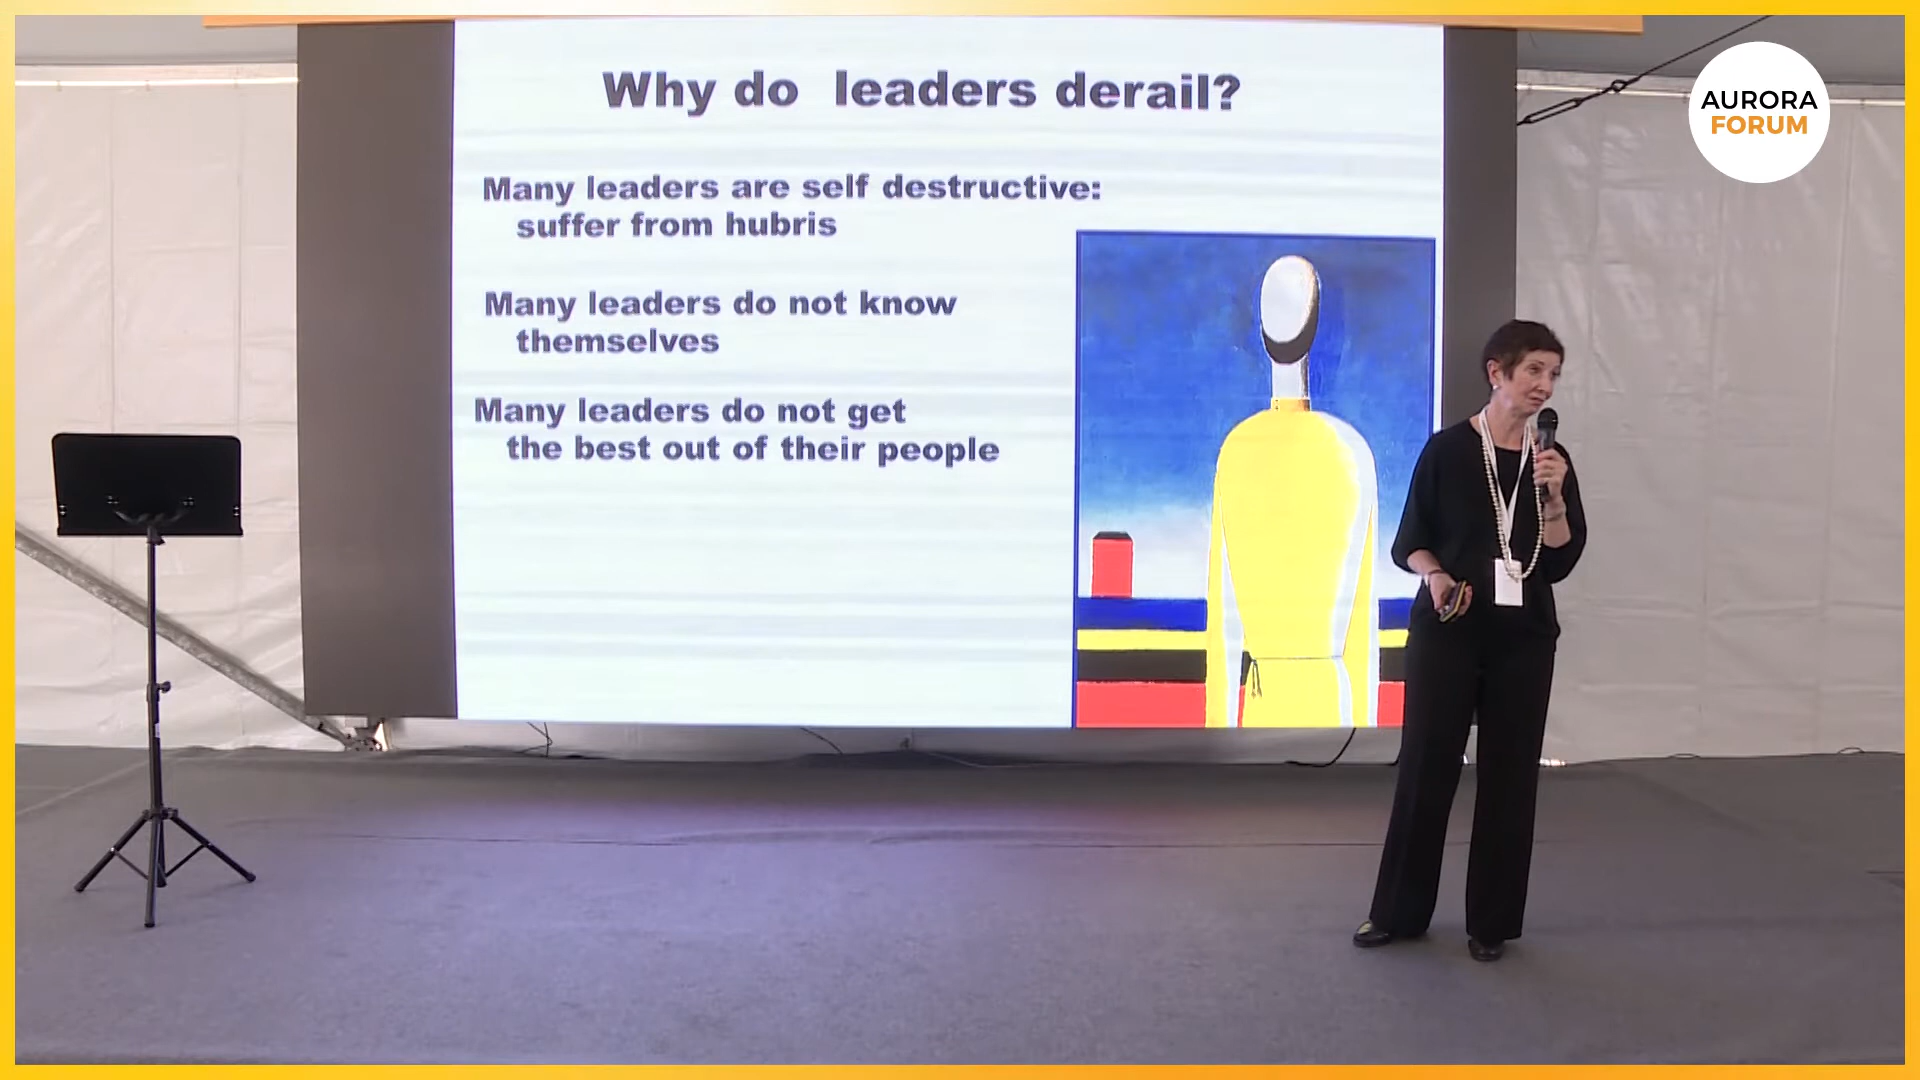 Why do leaders derail?
Many leaders are self destructive:
suffer from hubris
Many leaders do not know
themselves
Many leaders do not get
the best out of their people
AURORA
FORUM